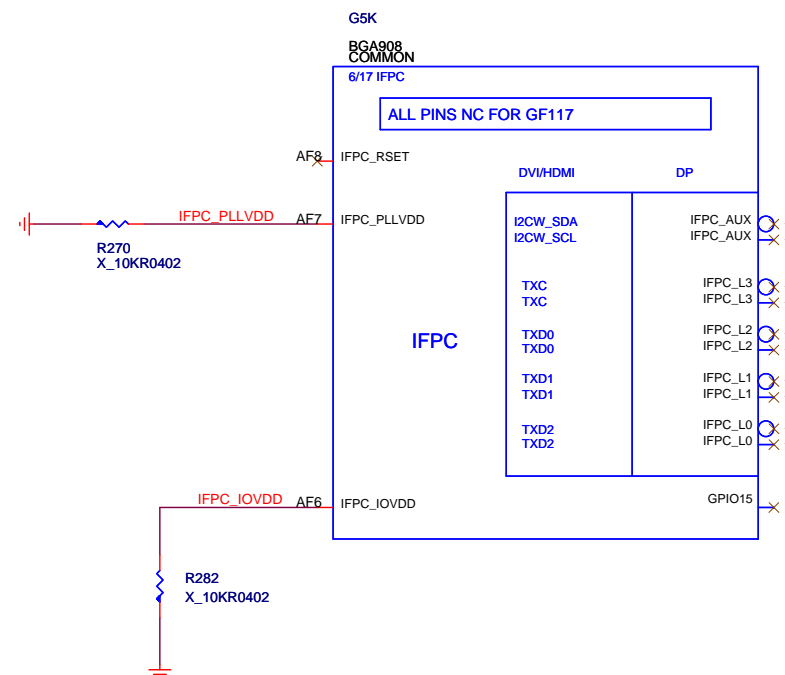 G5K
BGA908
COMMON
6/17 IFPC
ALL PINS NC FOR GF117
AF8 IFPC_RSET
DVI/HDMI DP
IFPC_PLLVDD AF7 IFPC_PLLVDD
I2CW_SDA IFPC_AUX
I2CW_SCL IFPC_AUX
R270
X_10KR0402
TXC IFPC_L3
TXC IFPC_L3
IFPC
TXD0 IFPC_L2
TXD0 IFPC_L2
TXD1 IFPC_L1
TXD1 IFPC_L1
TXD2 IFPC_L0
TXD2 IFPC_L0
IFPC_IOVDD AF6 IFPC_IOVDD GPIO15
R282
X_10KR0402